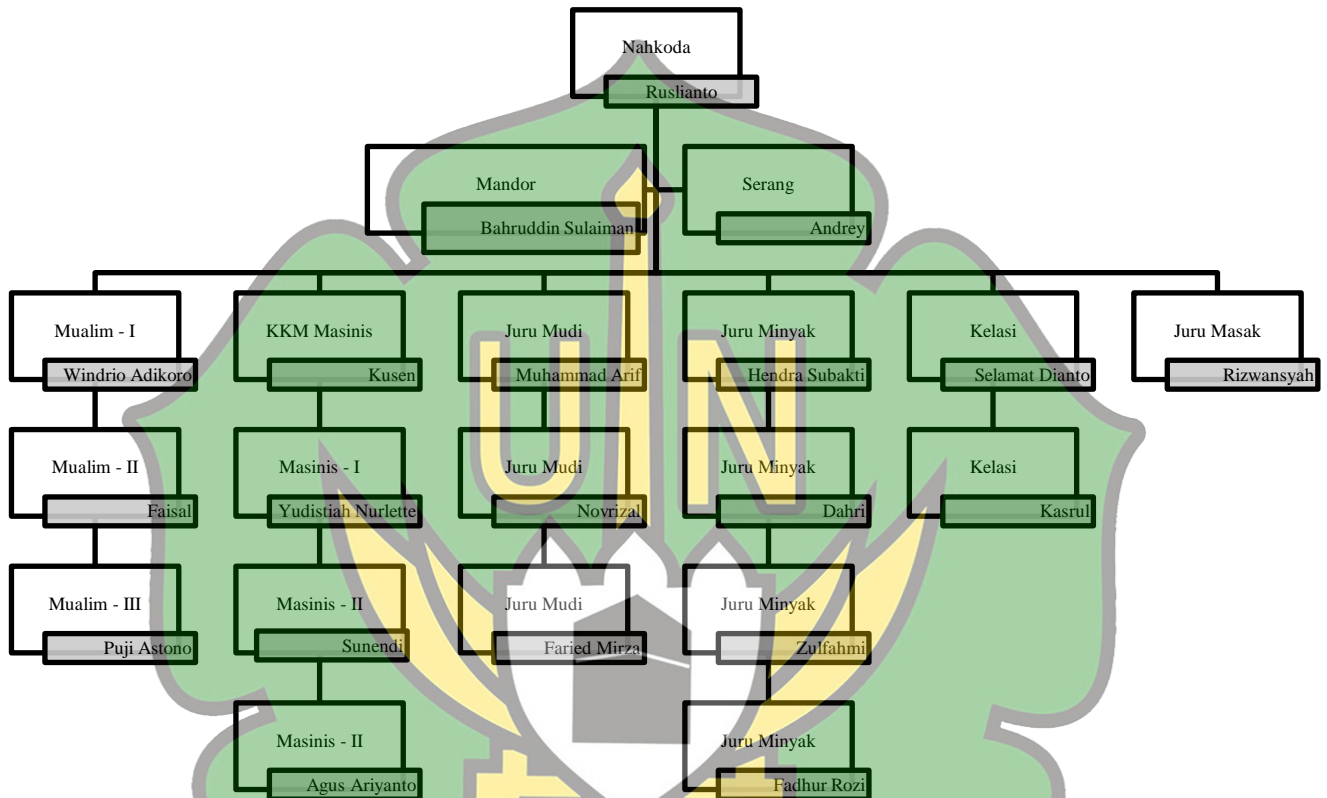 Nahkoda
Ruslianto
Mandor
Bahruddin Sulaiman
Serang
Andrey
Mualim - I
Windrio Adikoro
KKM Masinis
Kusen
Juru Mudi
Muhammad Arif
Juru Minyak
Hendra Subakti
Kelasi
Selamat Dianto
Juru Masak
Rizwansyah
Mualim - II
Faisal
Masinis - I
Yudistiah Nurlette
Juru Mudi
Novrizal
Juru Minyak
Dahri
Kelasi
Kasrul
Mualim - III
Puji Astono
Masinis - II
Sunendi
Juru Mudi
Faried Mirza
Juru Minyak
Zulfahmi
Masinis - II
Agus Ariyanto
Juru Minyak
Fadhur Rozi
U N